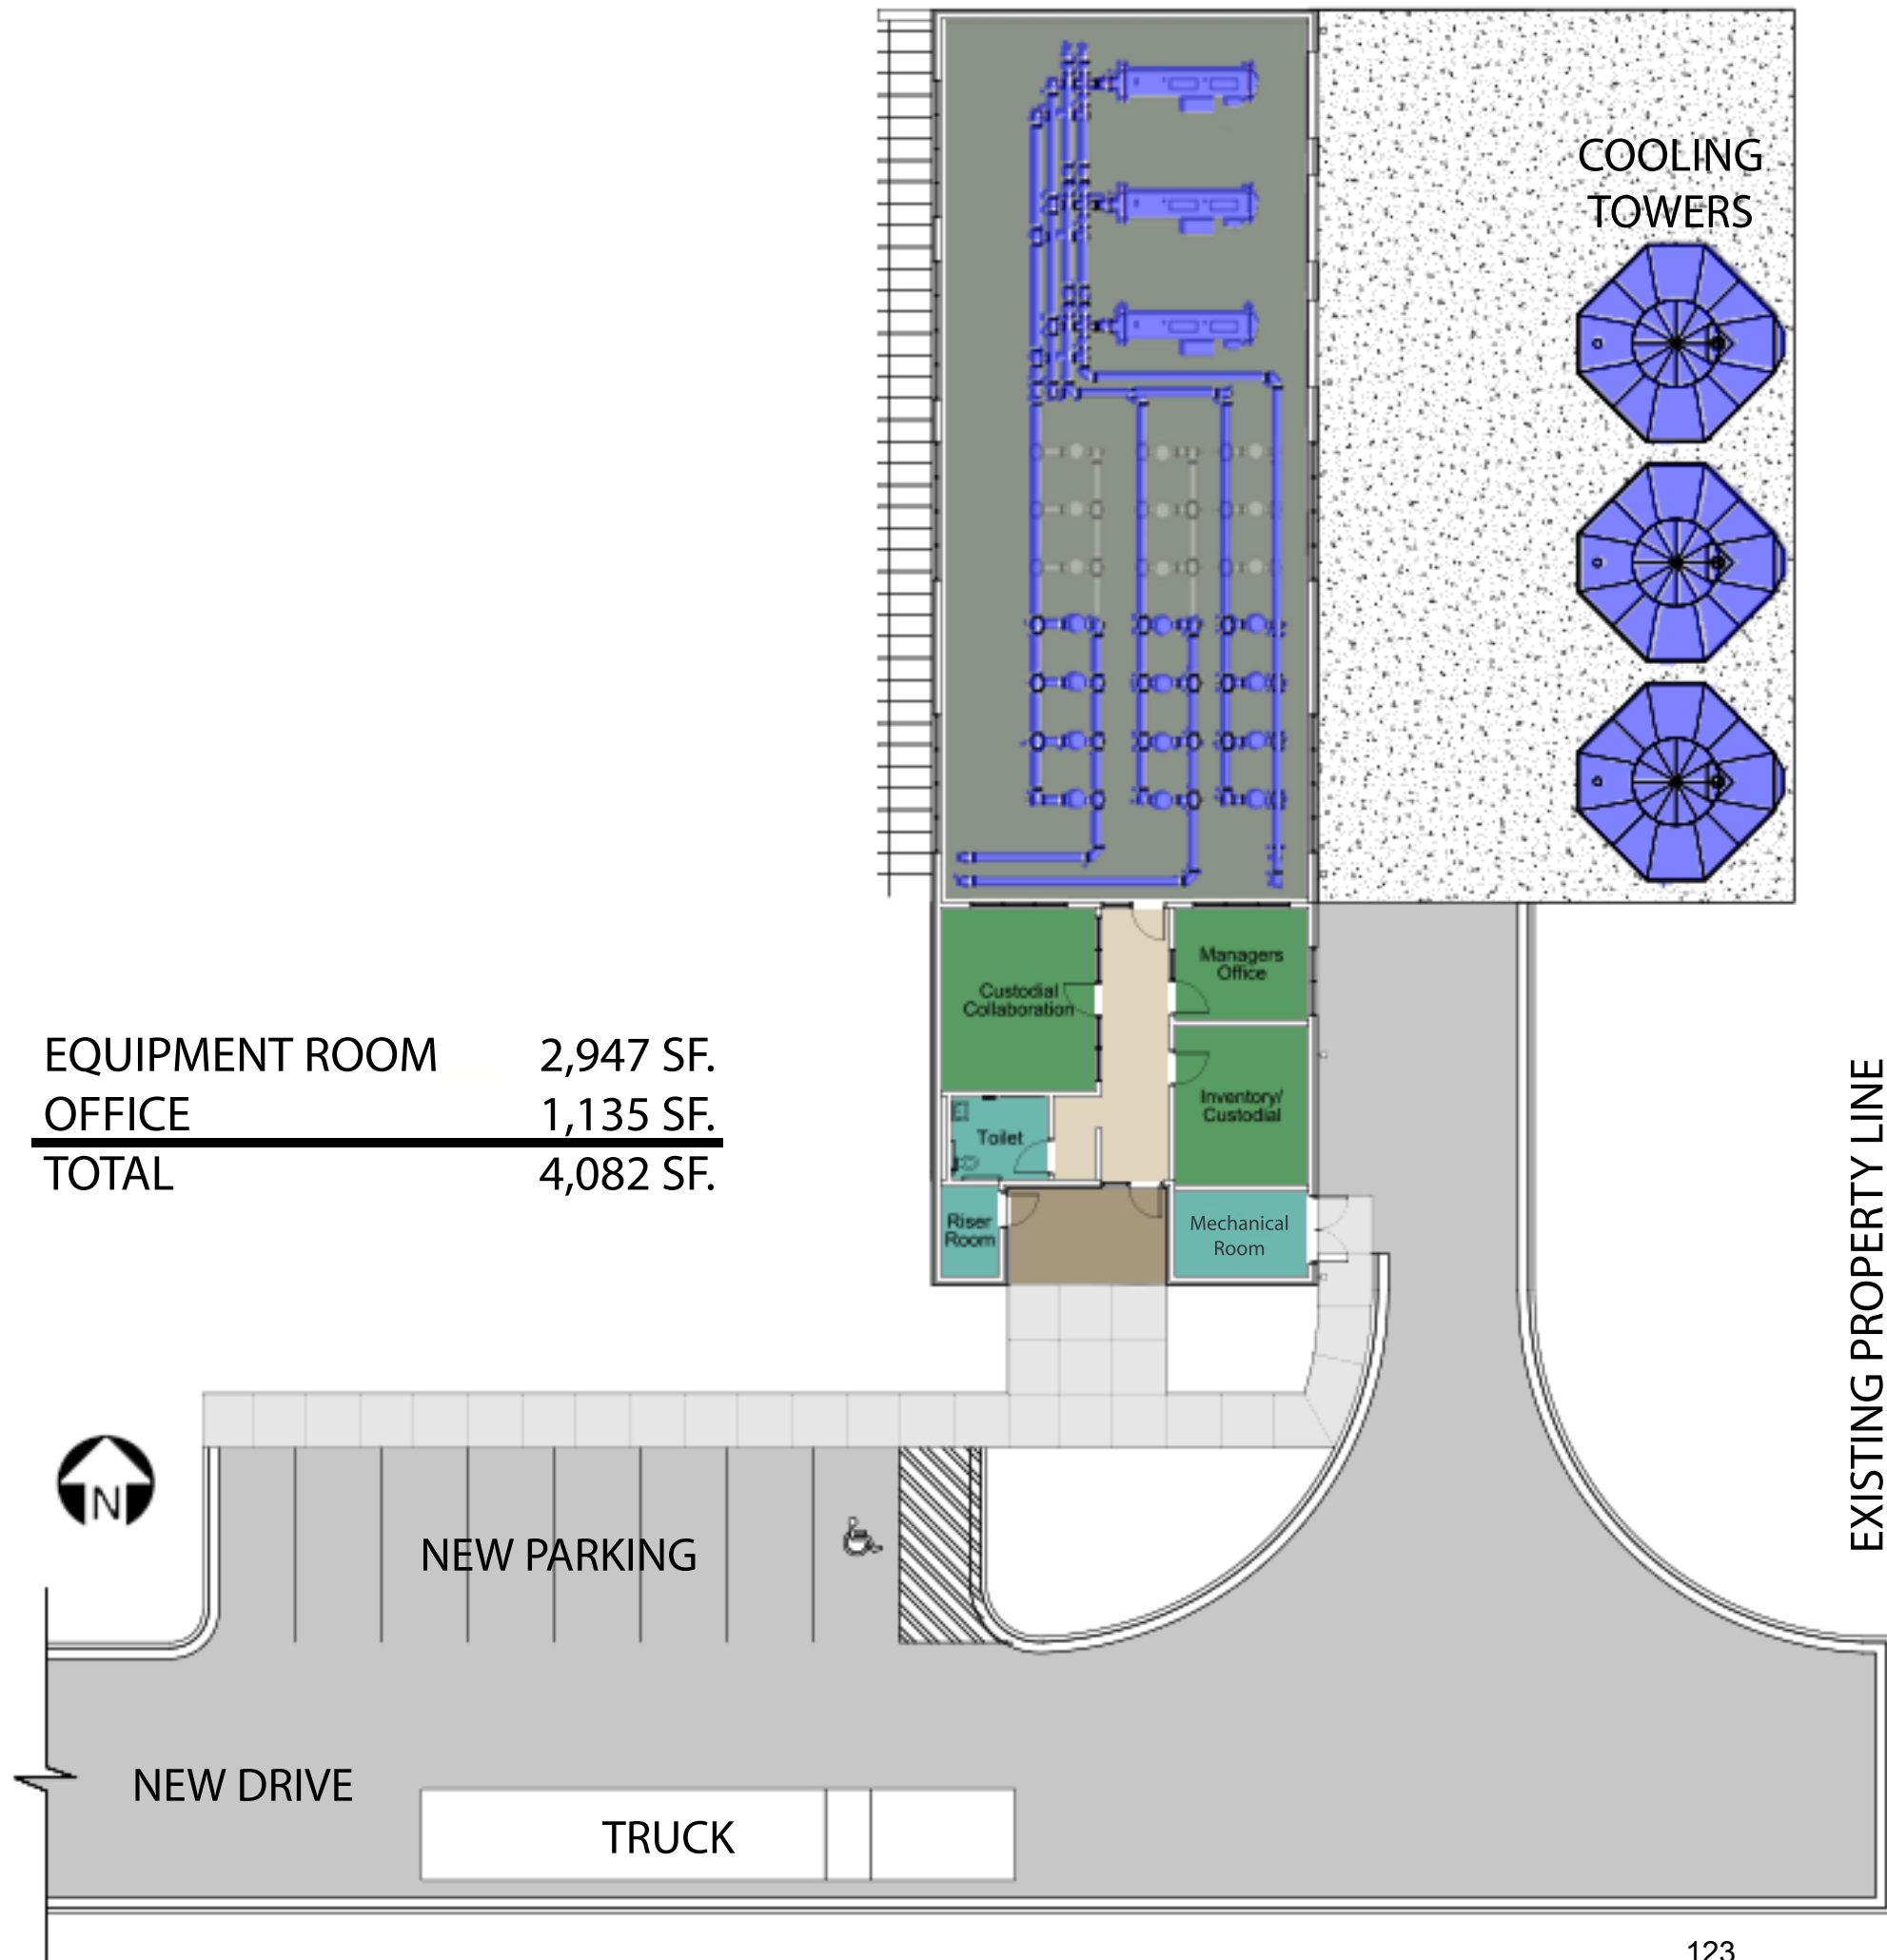 COOLING
TOWERS
Managers
Office
Custodial
Collaboration
EQUIPMENT ROOM 2,947 SF.
OFFICE 1,135 SF.
TOTAL 4,082 SF.
Inventory/
Custodial
Toilet
Riser
Room
Mechanical
Room
EXISTING PROPERTY LINE
N
NEW PARKING
NEW DRIVE
TRUCK
123